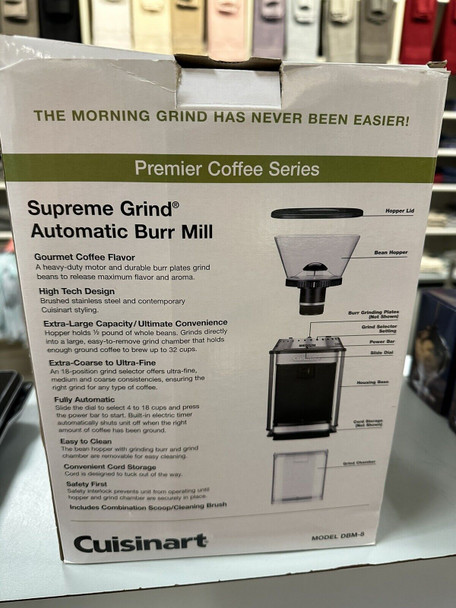 THE MORNING GRIND HAS NEVER BEEN EASIER!
Premier Coffee Series
Supreme Grind®
Automatic Burr Mill
Gourmet Coffee Flavor
A heavy-duty motor and durable burr plates grind
beans to release maximum flavor and aroma.
High Tech Design
Brushed stainless steel and contemporary
Cuisinart styling.
Extra-Large Capacity/Ultimate Convenience
Hopper holds ½ pound of whole beans. Grinds directly
into a large, easy-to-remove grind chamber that holds
enough ground coffee to brew up to 32 cups.
Extra-Coarse to Ultra-Fine
An 18-position grind selector offers ultra-fine,
medium and coarse consistencies, ensuring the
right grind for any type of coffee.
Fully Automatic
Slide the dial to select 4 to 18 cups and press
the power bar to start. Built-in electric timer
automatically shuts unit off when the right
amount of coffee has been ground.
Easy to Clean
The bean hopper with grinding burr and grind
chamber are removable for easy cleaning.
Convenient Cord Storage
Cord is designed to tuck out of the way.
Safety First
Safety interlock prevents unit from operating until
hopper and grind chamber are securely in place.
Includes Combination Scoop/Cleaning Brush
Hopper Lid
Bean Hopper
Burr Grinding Plates
(Not Shown)
Grind Selector
Setting
Power Bar
Slide Dial
Housing Base
Cord Storage
(Not Shown)
Grind Chamber
Cuisinart
MODEL DBM-8